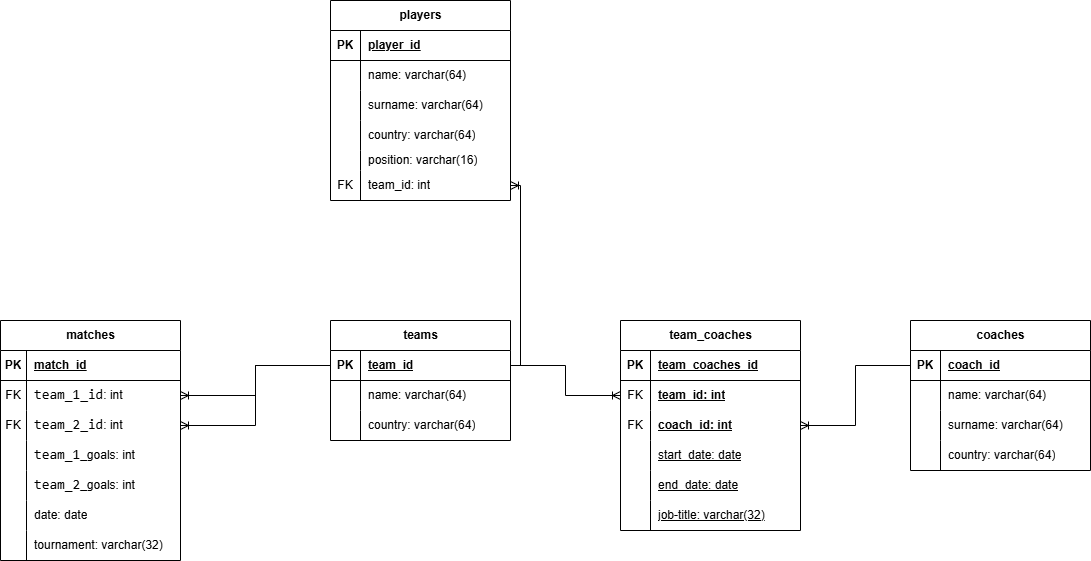 players
PK player_id
name: varchar(64)
surname: varchar(64)
country: varchar(64)
position: varchar(16)
FK team_id: int
matches
PK match_id
FK team_1_id: int
FK team_2_id: int
team_1_goals: int
team_2_goals: int
date: date
tournament: varchar(32)
teams
PK team_id
name: varchar(64)
country: varchar(64)
team_coaches
PK team_coaches_id
FK team_id: int
FK coach_id: int
start_date: date
end_date: date
job-title: varchar(32)
coaches
PK coach_id
name: varchar(64)
surname: varchar(64)
country: varchar(64)